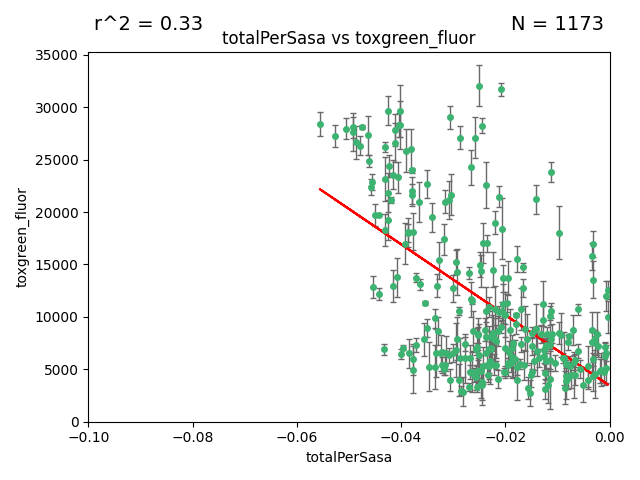 r^2 = 0.33
N = 1173
totalPerSasa vs toxgreen_fluor
35000
30000
25000
20000
15000
10000
5000
0
toxgreen_fluor
−0.10
−0.08
−0.06
−0.04
−0.02
0.00
totalPerSasa